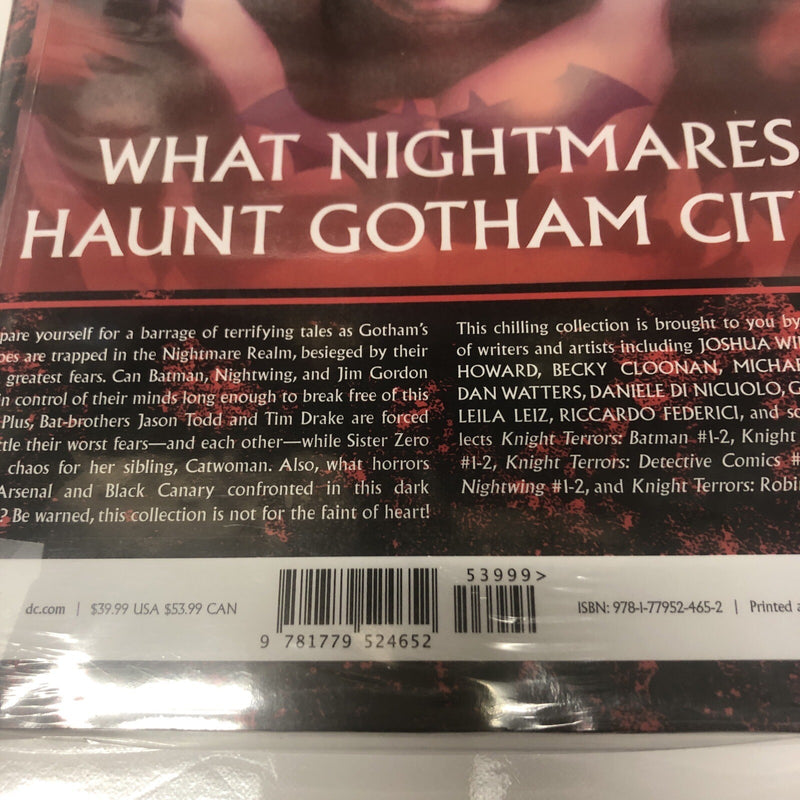 WHAT NIGHTMARES
HAUNT GOTHAM CIT
pare yourself for a barrage of terrifying tales as Gotham's
oes are trapped in the Nightmare Realm, besieged by their
greatest fears. Can Batman, Nightwing, and Jim Gordon
in control of their minds long enough to break free of this
Plus, Bat-brothers Jason Todd and Tim Drake are forced
ttle their worst fears—and each other—while Sister Zero
chaos for her sibling, Catwoman. Also, what horrors
Arsenal and Black Canary confronted in this dark
? Be warned, this collection is not for the faint of heart!
This chilling collection is brought to you by
of writers and artists including JOSHUA WI
HOWARD, BECKY CLOONAN, MICHAE
DAN WATTERS, DANIELE DI NICUOLO, G
LEILA LEIZ, RICCARDO FEDERICI, and so
lects Knight Terrors: Batman #1-2, Knight
#1-2, Knight Terrors: Detective Comics #
Nightwing #1-2, and Knight Terrors: Robi
dc.com | $39.99 USA $53.99 CAN
53999>
9 781779 524652
ISBN: 978-1-77952-465-2 | Printed a